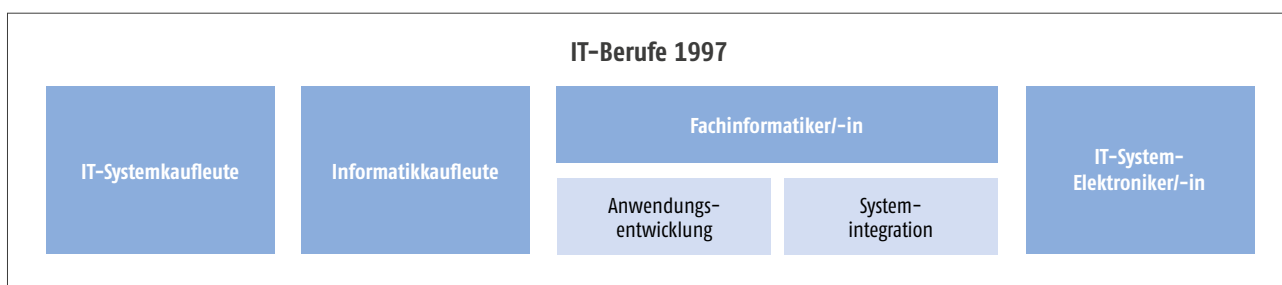 IT-Berufe 1997
IT-Systemkaufleute
Informatikkaufleute
Fachinformatiker/-in
Anwendungs-
entwicklung
System-
integration
IT-System-
Elektroniker/-in